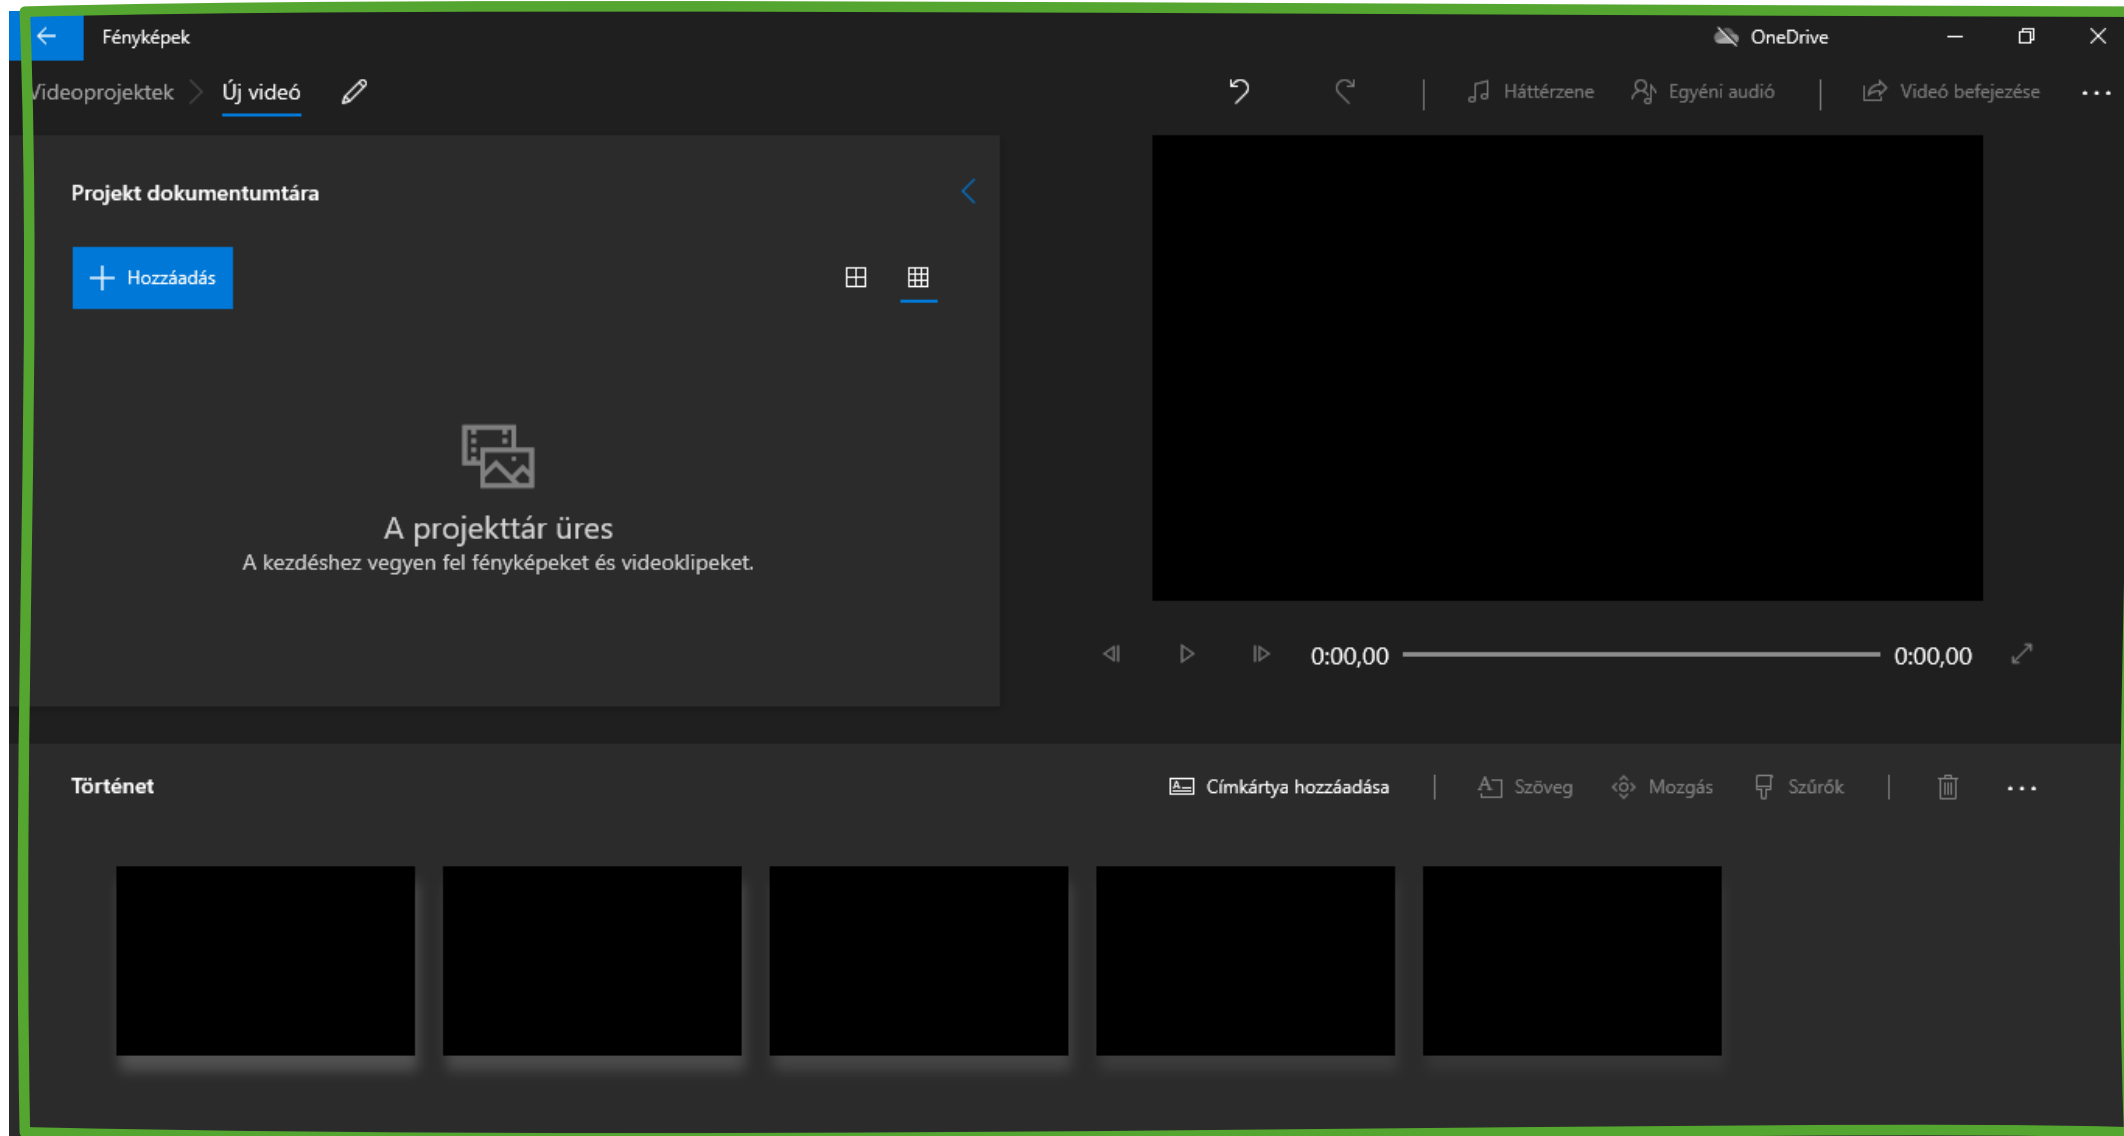 Fényképek
OneDrive
Videoprojektek
Új videó
Háttérzene
Egyéni audió
Videó befejezése
Projekt dokumentumtára
Hozzáadás
A projekttár üres
A kezdéshez vegyen fel fényképeket és videoklipeket.
0:00,00
0:00,00
Történet
Címkártya hozzáadása
Szöveg
Mozgás
Szűrők